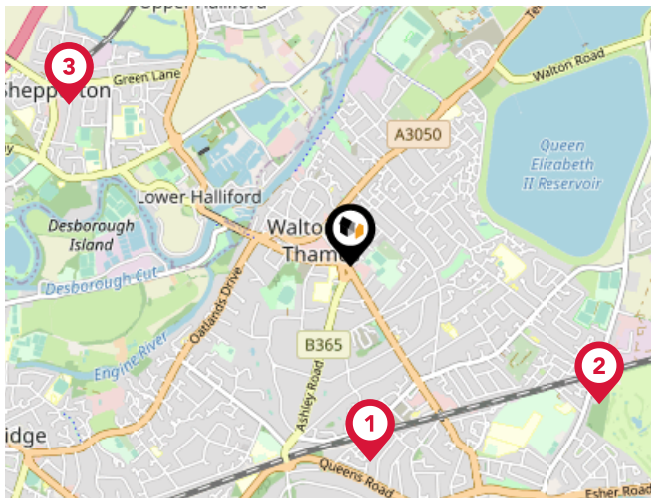 Upper Halliford
3
Green Lane
Shepperton
Walton Road
A3050
Queen
Elizabeth
II Reservoir
Lower Halliford
Desborough
Island
Walton
Thames
Desborough Cut
Oatlands Drive
Engine River
B365
Ashley Road
2
1
idge
Queens Road
Esher Road